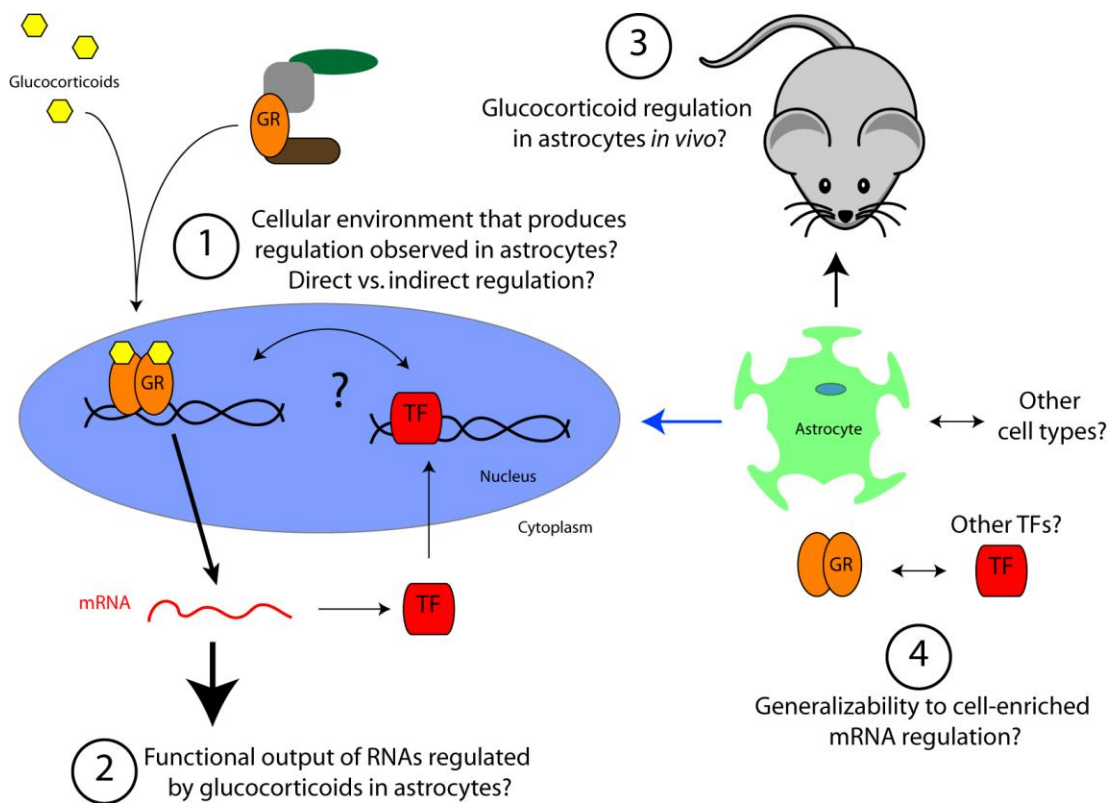 Glucocorticoids
GR
3
Glucocorticoid regulation
in astrocytes in vivo?
1
Cellular environment that produces
regulation observed in astrocytes?
Direct vs. indirect regulation?
GR
?
TF
Nucleus
Cytoplasm
Astrocyte
Other
cell types?
mRNA
TF
Other TFs?
GR
TF
4
Generalizability to cell-enriched
mRNA regulation?
2
Functional output of RNAs regulated
by glucocorticoids in astrocytes?